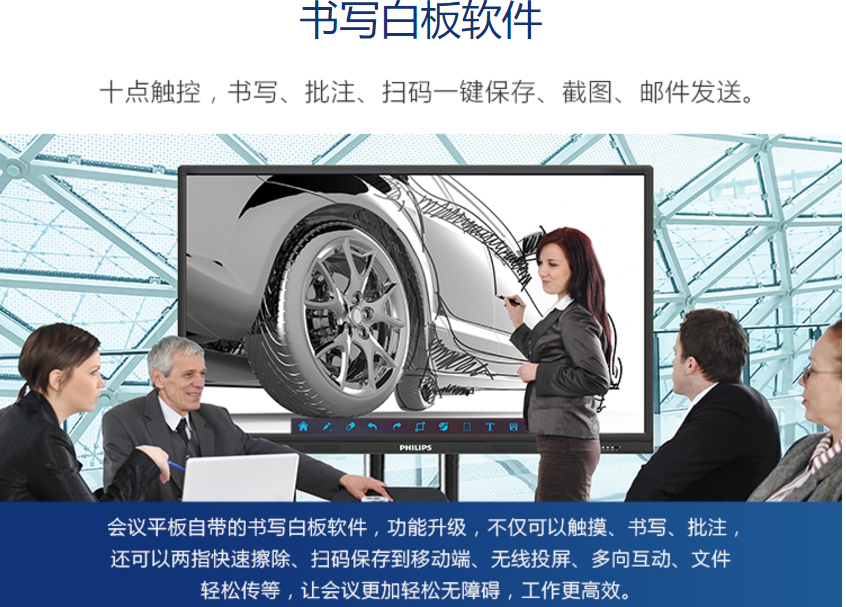 书写白板软件
十点触控，书写、批注、扫码一键保存、截图、邮件发送。
T
PHILIPS
会议平板自带的书写白板软件，功能升级，不仅可以触摸、书写、批注，
还可以两指快速擦除、扫码保存到移动端、无线投屏、多向互动、文件
轻松传等，让会议更加轻松无障碍，工作更高效。